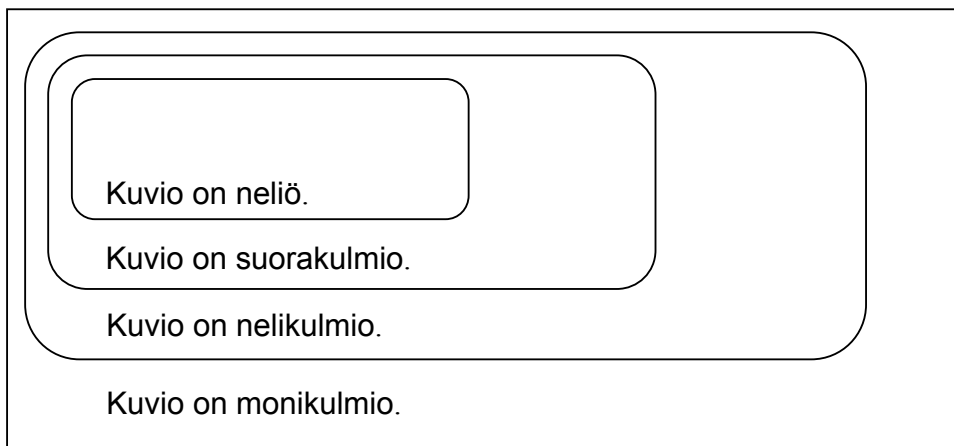 Kuvio on neliö.
Kuvio on suorakulmio.
Kuvio on nelikulmio.
Kuvio on monikulmio.